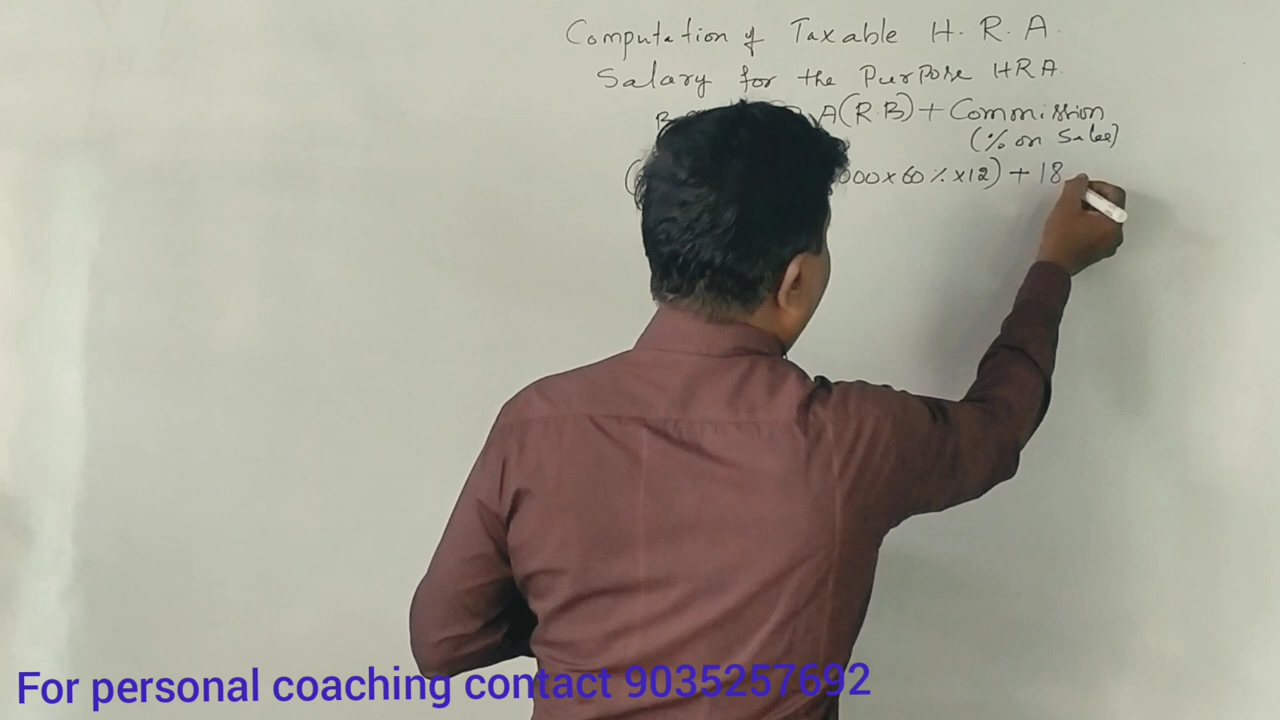 Computation of Taxable H. R. A.
Salary for the Purpose HRA.
A(R.B) + Commission
(% on Sales)
000 x 60% x 12) + 18
For personal coaching contact 9035257692